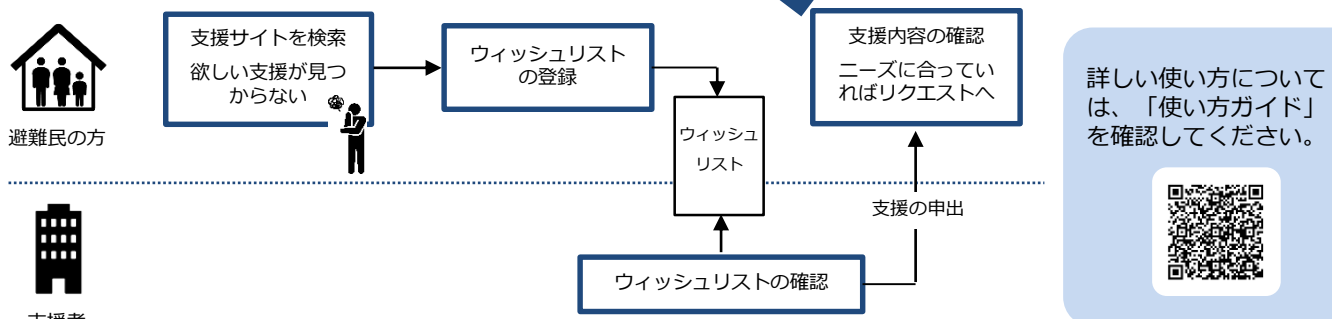 支援サイトを検索
欲しい支援が見つ
からない
ウィッシュリスト
の登録
支援内容の確認
ニーズに合ってい
ればリクエストへ
避難民の方
ウィッシュ
リスト
支援の申出
ウィッシュリストの確認
支援者
詳しい使い方について
は、「使い方ガイド」
を確認してください。